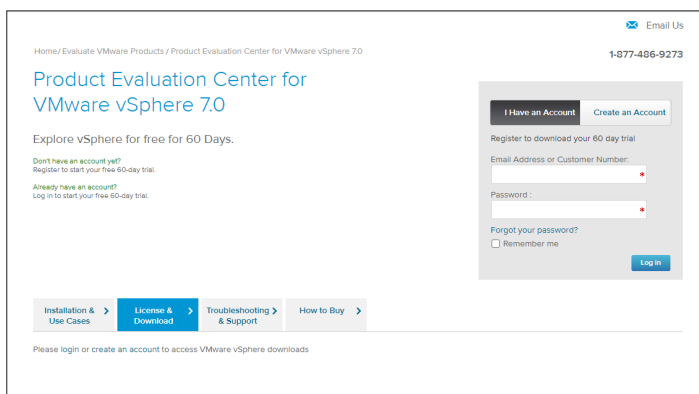 Email Us
Home/ Evaluate VMware Products / Product Evaluation Center for VMware vSphere 7.0
1-877-486-9273
Product Evaluation Center for
VMware vSphere 7.0
Explore vSphere for free for 60 Days.
Don't have an account yet?
Register to start your free 60-day trial.
Already have an account?
Log in to start your free 60-day trial.
I Have an Account
Create an Account
Register to download your 60 day trial
Email Address or Customer Number:
*
Password :
*
Forgot your password?
Remember me
Log in
Installation &
Use Cases
License &
Download
Troubleshooting
& Support
How to Buy
Please login or create an account to access VMware vSphere downloads